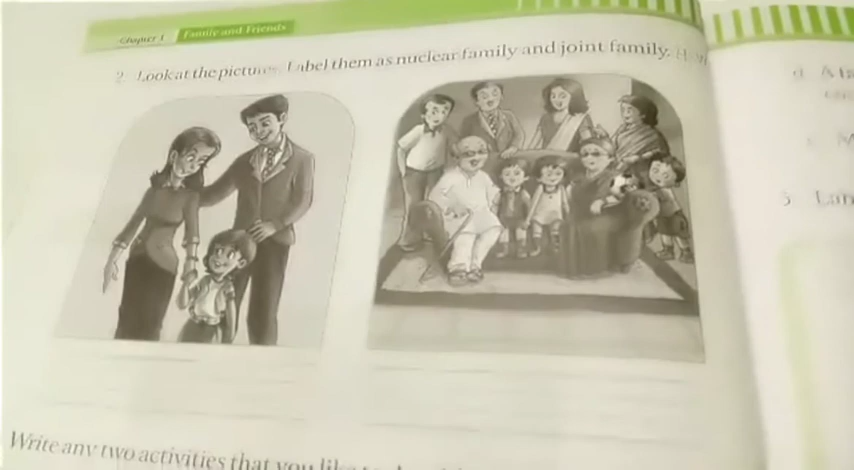 Chapter 1 Family and Friends
2. Look at the pictures. Label them as nuclear family and joint family.
Write any two activities that you like